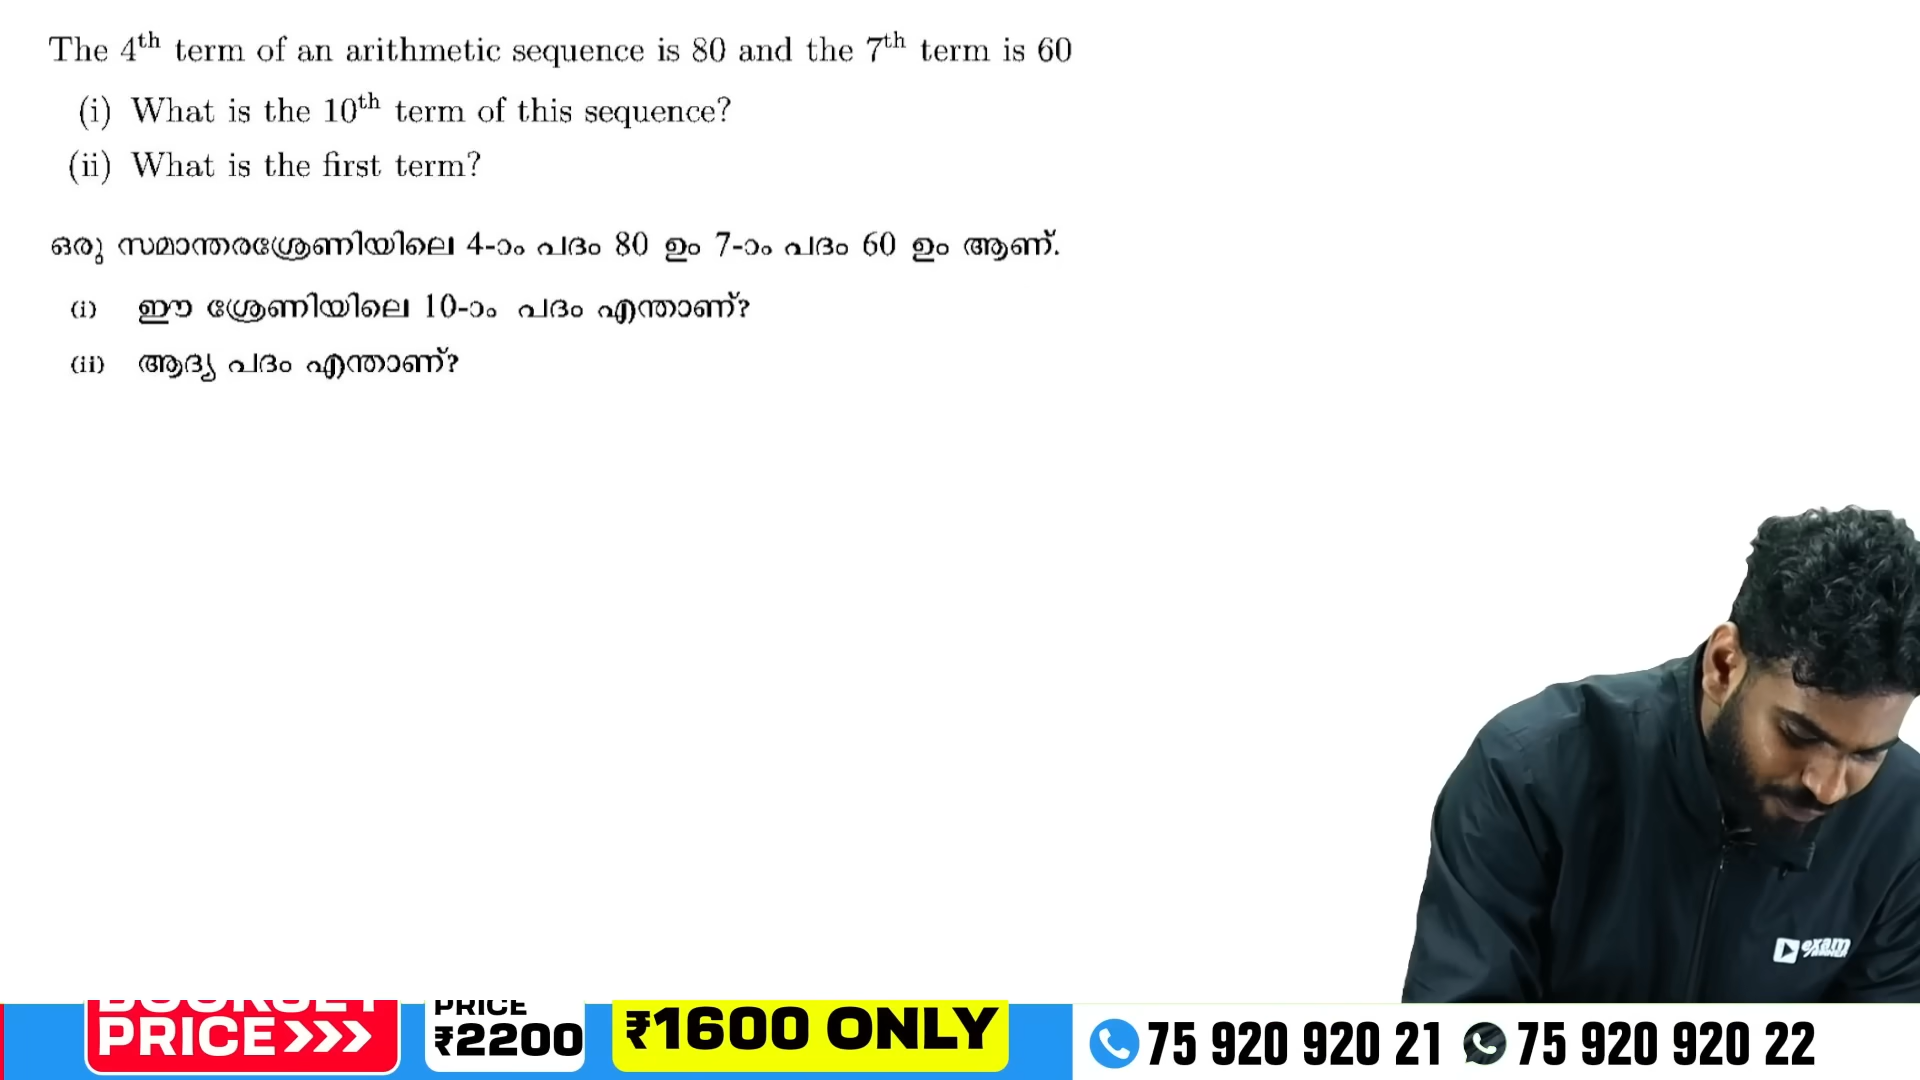 The 4th term of an arithmetic sequence is 80 and the 7th term is 60
(i) What is the 10th term of this sequence?
(ii) What is the first term?
ഒരു സമാന്തരശ്രേണിയിലെ 4-ാം പദം 80 ഉം 7-ാം പദം 60 ഉം ആണ്.
(i) ഈ ശ്രേണിയിലെ 10-ാം പദം എന്താണ്?
(ii) ആദ്യ പദം എന്താണ്?
exam
PRICE>>>
PRICE
₹2200
₹1600 ONLY
75 920 920 21
75 920 920 22